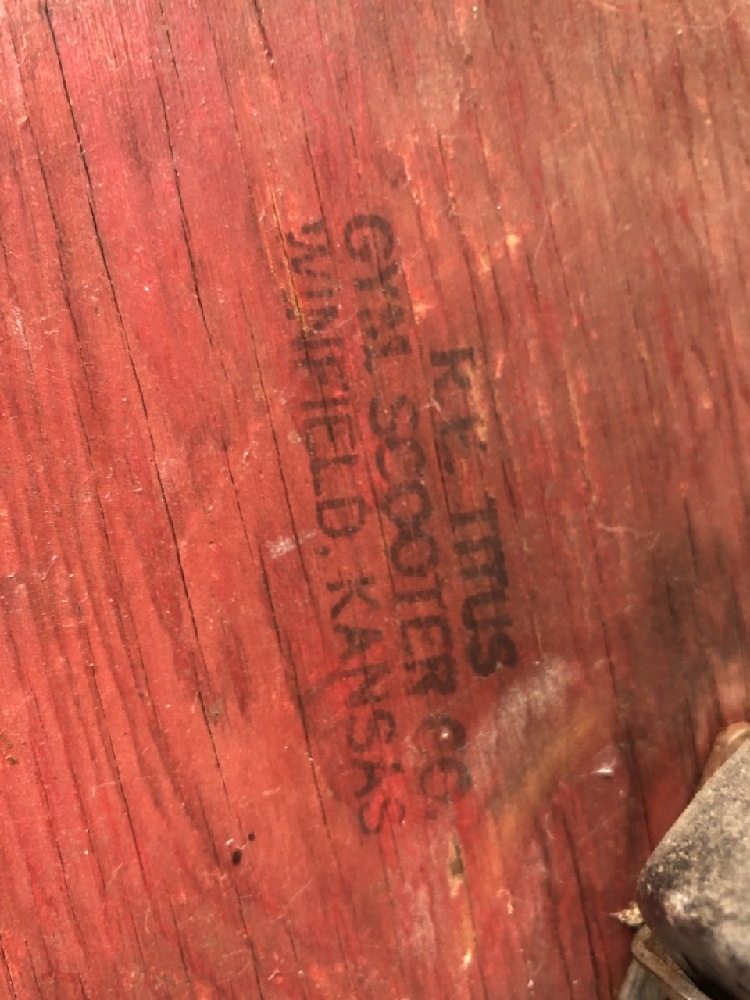 K.E. TITUS
GYM SCOOTER CO.
WINFIELD, KANSAS